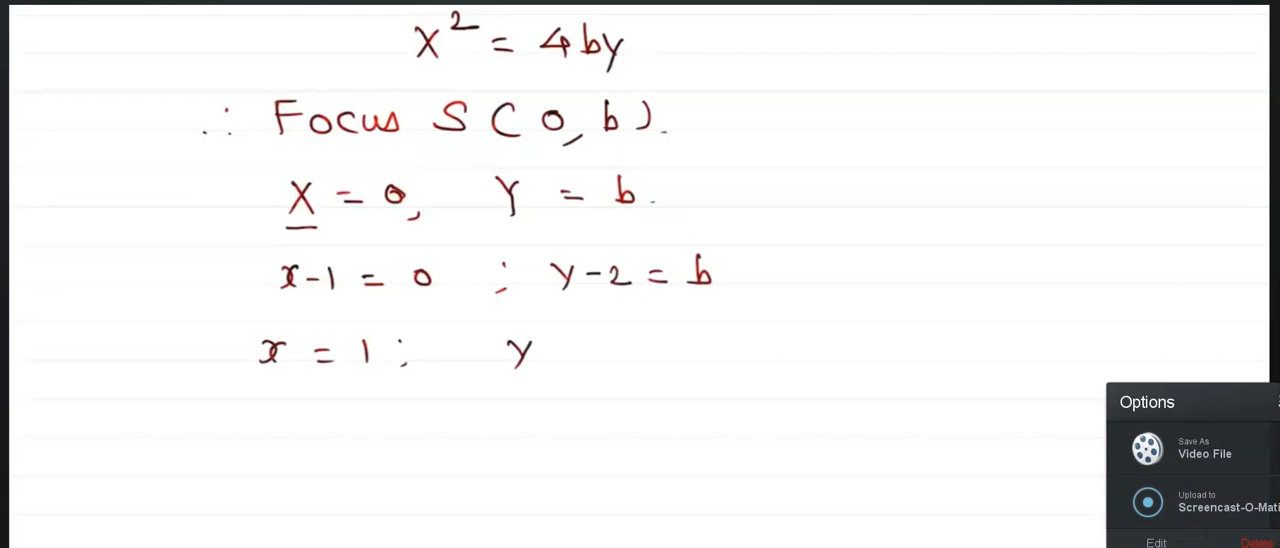 X² = 4by
∴ Focus S(0, b).
X = 0, Y = b.
x-1 = 0 ; y-2 = b
x = 1 ; y
Options
Save As
Video File
Upload to
Screencast-O-Mati
Edit Delete